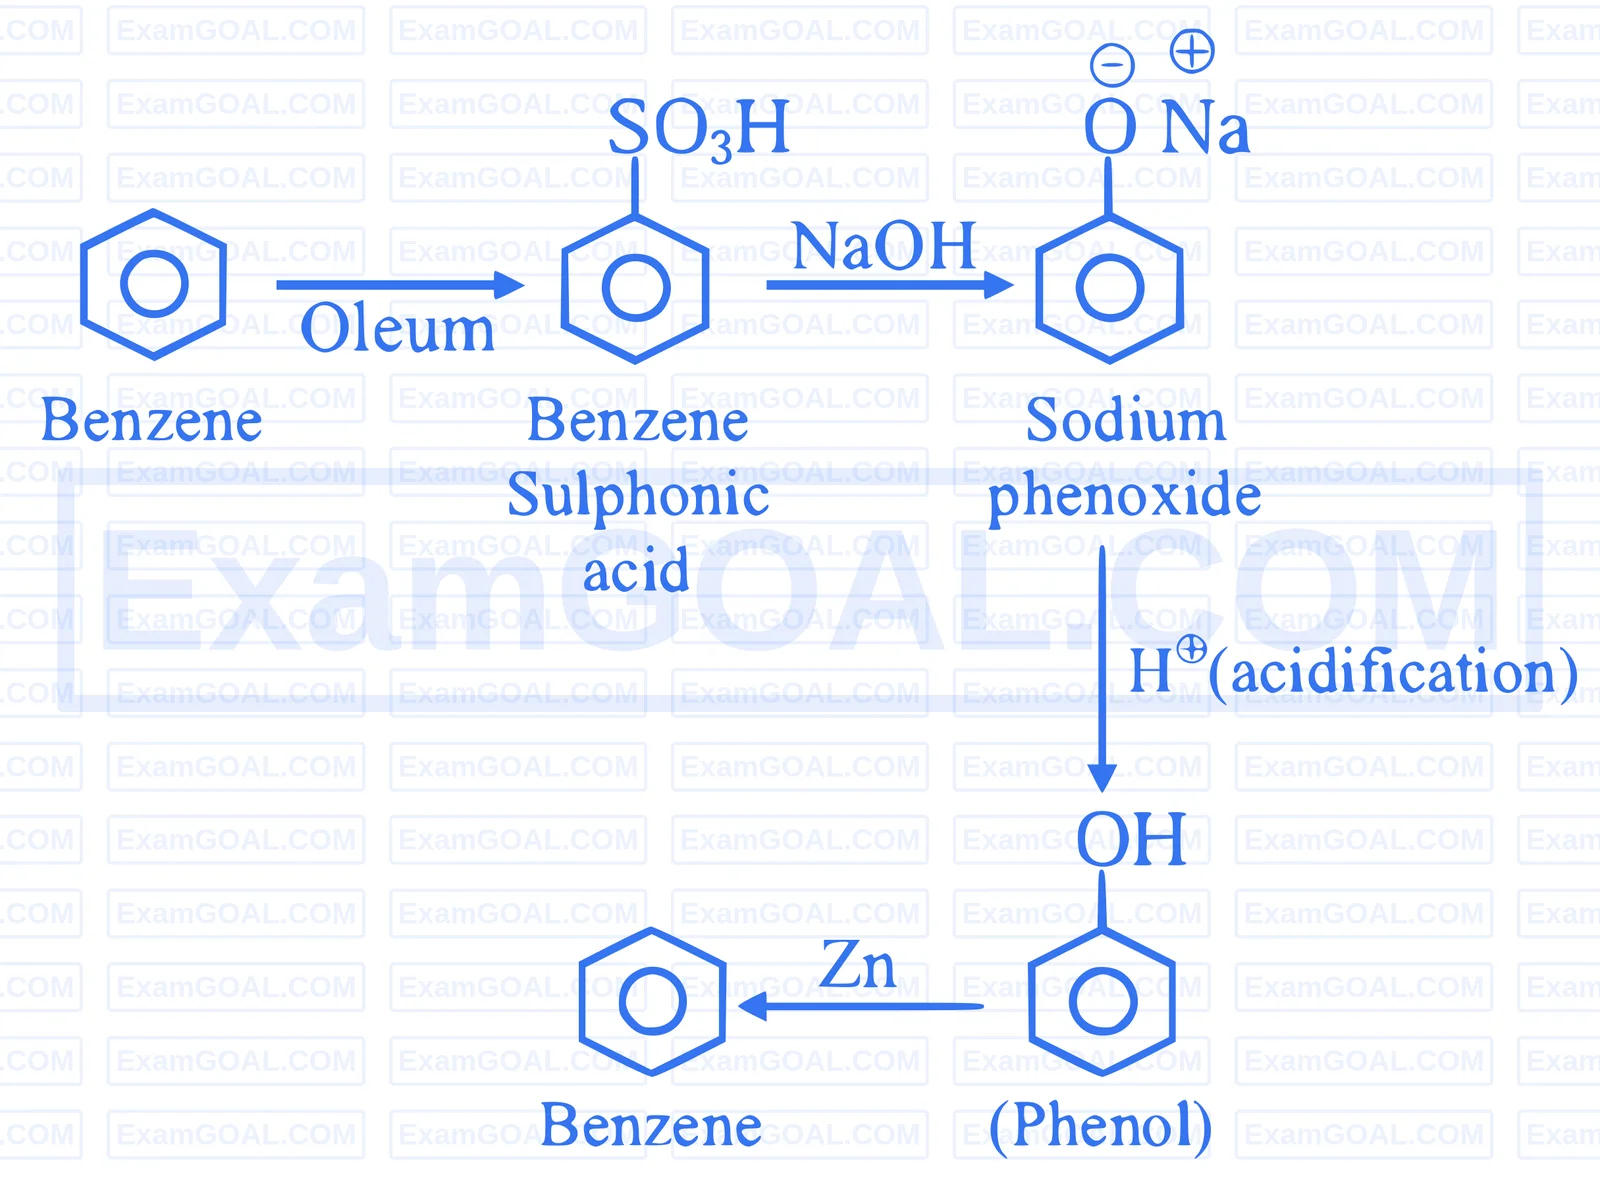 SO₃H
⊖ ⊕
O Na
NaOH
Oleum
Benzene
Benzene
Sulphonic
acid
Sodium
phenoxide
H⊕(acidification)
OH
Zn
Benzene
(Phenol)
ExamGOAL.COM